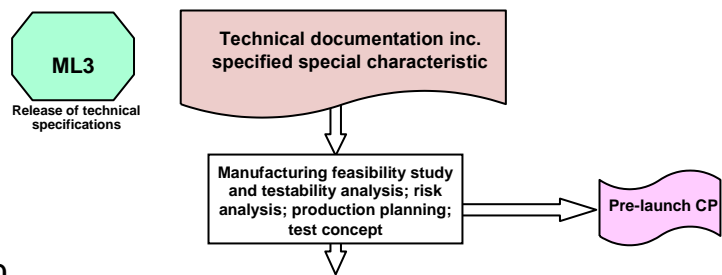 ML3
Release of technical
specifications
Technical documentation inc.
specified special characteristic
Manufacturing feasibility study
and testability analysis; risk
analysis; production planning;
test concept
Pre-launch CP